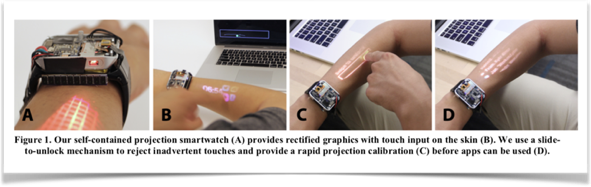 A
B
C
D
Figure 1. Our self-contained projection smartwatch (A) provides rectified graphics with touch input on the skin (B). We use a slide-
to-unlock mechanism to reject inadvertent touches and provide a rapid projection calibration (C) before apps can be used (D).